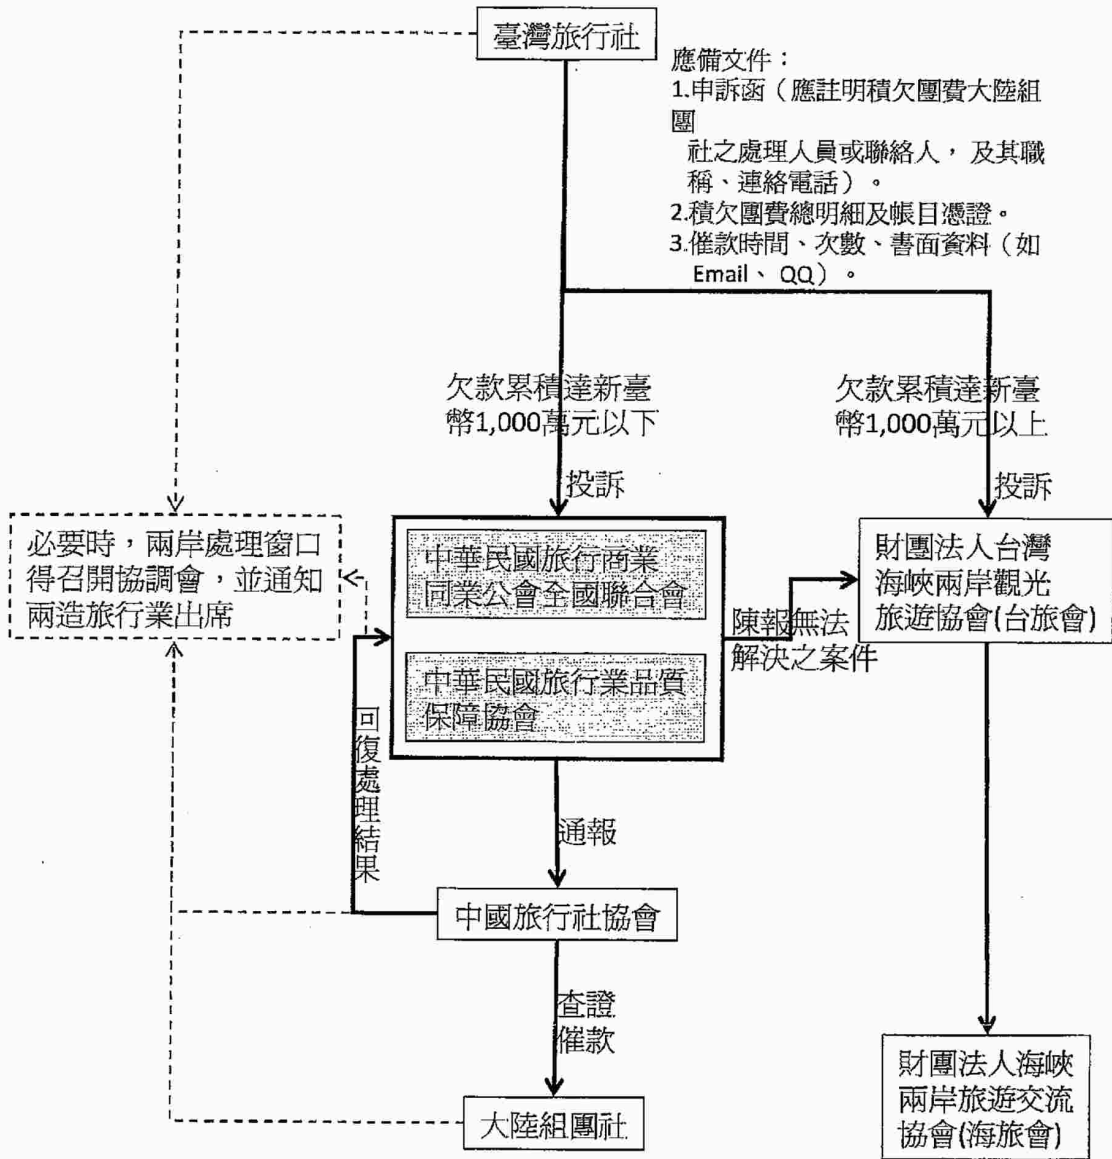 臺灣旅行社
應備文件：
1.申訴函（應註明積欠團費大陸組
團
社之處理人員或聯絡人，及其職
稱、連絡電話）。
2.積欠團費總明細及帳目憑證。
3.催款時間、次數、書面資料（如
Email、QQ）。
欠款累積達新臺
幣1,000萬元以下
欠款累積達新臺
幣1,000萬元以上
投訴
投訴
必要時，兩岸處理窗口
得召開協調會，並通知
兩造旅行業出席
中華民國旅行商業
同業公會全國聯合會
中華民國旅行業品質
保障協會
陳報無法
解決之案件
財團法人台灣
海峽兩岸觀光
旅遊協會(台旅會)
回復處理結果
通報
中國旅行社協會
查證
催款
大陸組團社
財團法人海峽
兩岸旅遊交流
協會(海旅會)